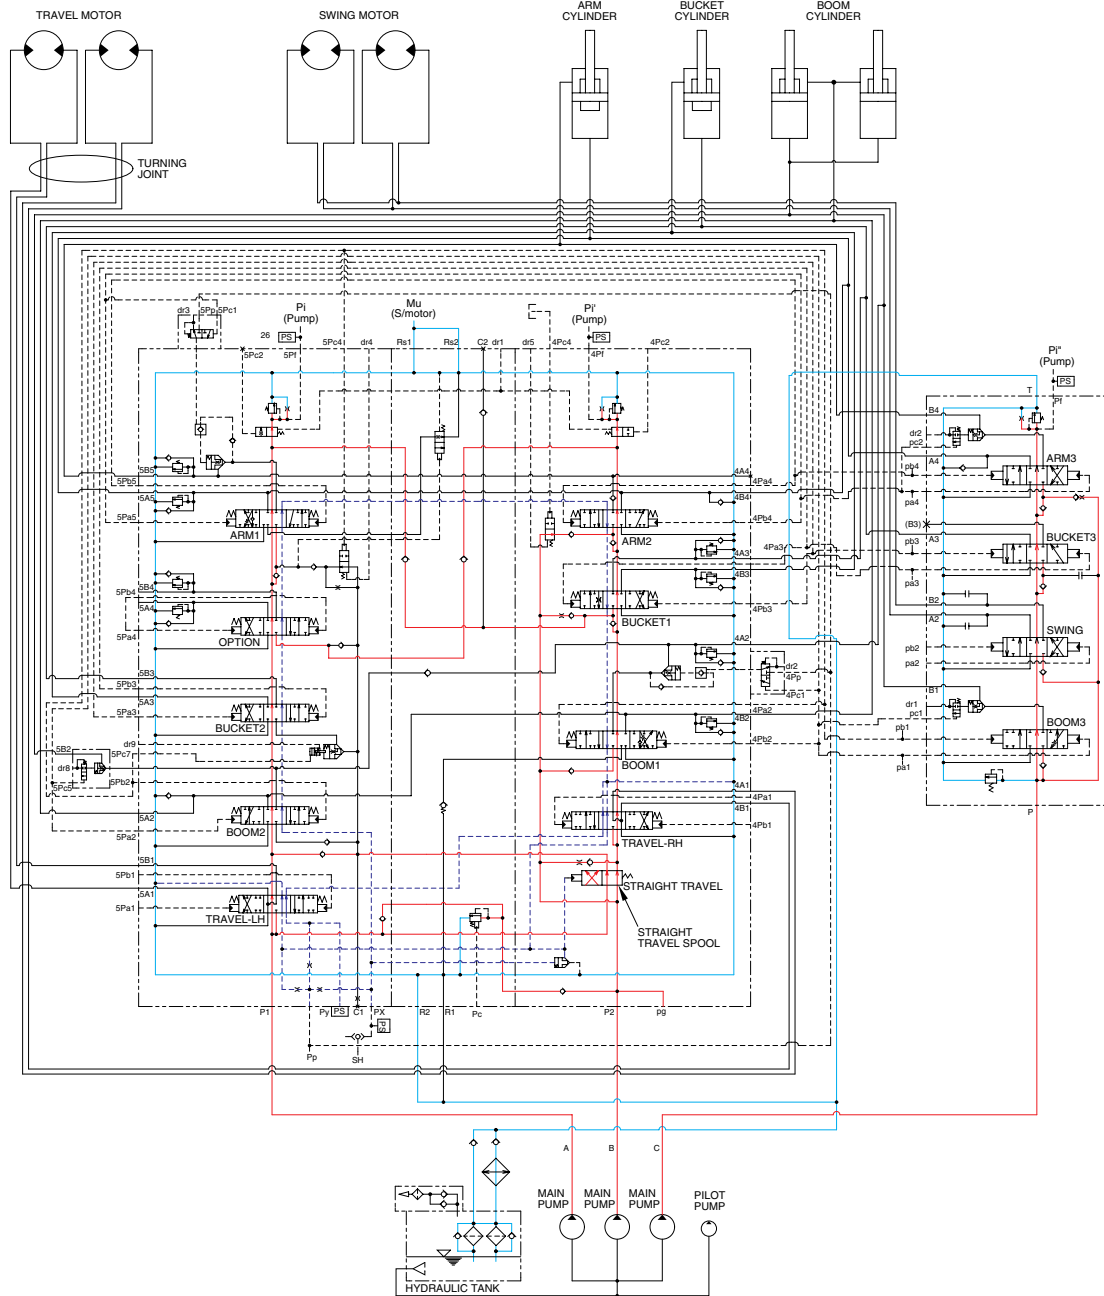 TRAVEL MOTOR
SWING MOTOR
ARM
CYLINDER
BUCKET
CYLINDER
BOOM
CYLINDER
TURNING
JOINT
dr3
5Pp
5Pc1
Pi
(Pump)
26
PS
5Pc2
5Pf
5Pc4
dr4
Mu
(S/motor)
Rs1
Rs2
C2
dr1
dr5
4Pc4
Pi'
(Pump)
PS
4Pf
4Pc2
Pi"
(Pump)
PS
T
Pf
5B5
5Pb5
5A5
5Pa5
ARM1
5B4
5Pb4
5A4
5Pa4
OPTION
5B3
5Pb3
5A3
5Pa3
BUCKET2
dr9
5Pc7
5B2
dr8
5Pc5
5Pb2
5A2
5Pa2
BOOM2
5B1
5Pb1
5A1
5Pa1
TRAVEL-LH
4A4
4Pa4
4B4
4Pb4
ARM2
4A3
4Pa3
4B3
4Pb3
BUCKET1
4A2
dr2
4Pp
4Pc1
4Pa2
4B2
4Pb2
BOOM1
4A1
4Pa1
4B1
4Pb1
TRAVEL-RH
STRAIGHT TRAVEL
STRAIGHT
TRAVEL SPOOL
B4
dr2
pc2
A4
pb4
pa4
ARM3
(B3)
A3
pb3
pa3
BUCKET3
B2
A2
pb2
pa2
SWING
B1
dr1
pc1
pb1
pa1
BOOM3
P
P1
Py
PS
C1
PX
PS
R2
R1
Pc
P2
pg
Pp
SH
A
B
C
MAIN
PUMP
MAIN
PUMP
MAIN
PUMP
PILOT
PUMP
HYDRAULIC TANK